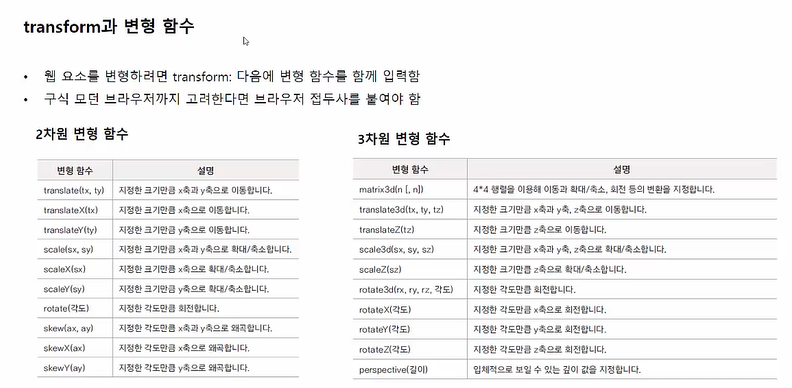 transform과 변형 함수
• 웹 요소를 변형하려면 transform: 다음에 변형 함수를 함께 입력함
• 구식 모던 브라우저까지 고려한다면 브라우저 접두사를 붙여야 함
2차원 변형 함수
변형 함수 설명
translate(tx, ty) 지정한 크기만큼 x축과 y축으로 이동합니다.
translateX(tx) 지정한 크기만큼 x축으로 이동합니다.
translateY(ty) 지정한 크기만큼 y축으로 이동합니다.
scale(sx, sy) 지정한 크기만큼 x축과 y축으로 확대/축소합니다.
scaleX(sx) 지정한 크기만큼 x축으로 확대/축소합니다.
scaleY(sy) 지정한 크기만큼 y축으로 확대/축소합니다.
rotate(각도) 지정한 각도만큼 회전합니다.
skew(ax, ay) 지정한 각도만큼 x축과 y축으로 왜곡합니다.
skewX(ax) 지정한 각도만큼 x축으로 왜곡합니다.
skewY(ay) 지정한 각도만큼 y축으로 왜곡합니다.
3차원 변형 함수
변형 함수 설명
matrix3d(n [, n]) 4*4 행렬을 이용해 이동과 확대/축소, 회전 등의 변환을 지정합니다.
translate3d(tx, ty, tz) 지정한 크기만큼 x축과 y축, z축으로 이동합니다.
translateZ(tz) 지정한 크기만큼 z축으로 이동합니다.
scale3d(sx, sy, sz) 지정한 크기만큼 x축과 y축, z축으로 확대/축소합니다.
scaleZ(sz) 지정한 크기만큼 z축으로 확대/축소합니다.
rotate3d(rx, ry, rz, 각도) 지정한 각도만큼 회전합니다.
rotateX(각도) 지정한 각도만큼 x축으로 회전합니다.
rotateY(각도) 지정한 각도만큼 y축으로 회전합니다.
rotateZ(각도) 지정한 각도만큼 z축으로 회전합니다.
perspective(길이) 입체적으로 보일 수 있는 깊이 값을 지정합니다.